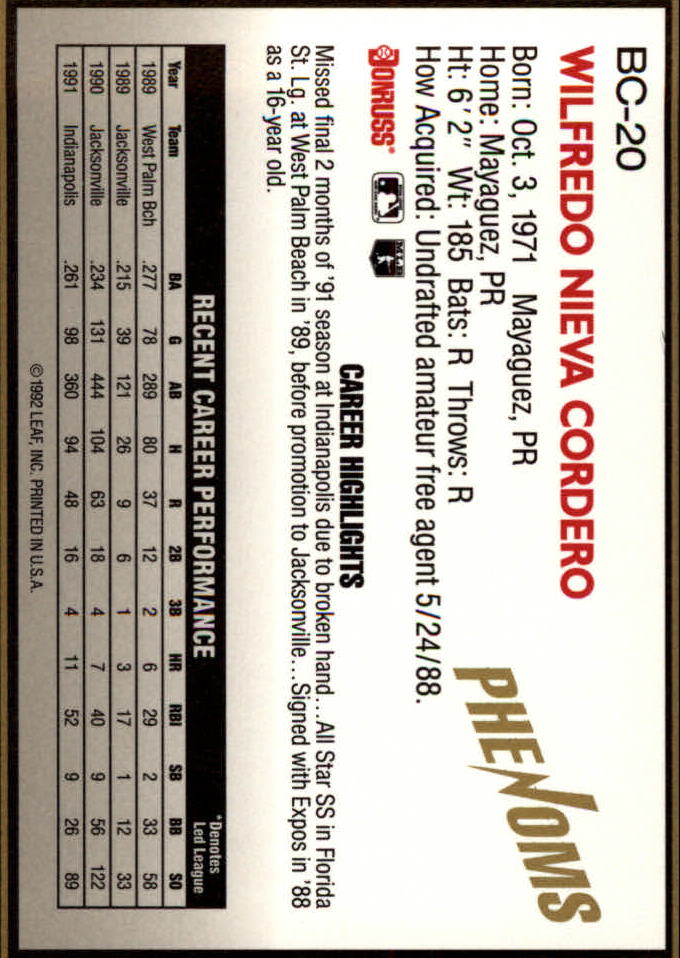 BC-20
WILFREDO NIEVA CORDERO
Born: Oct. 3, 1971 Mayaguez, PR
Home: Mayaguez, PR
Ht: 6'2" Wt: 185 Bats: R Throws: R
How Acquired: Undrafted amateur free agent 5/24/88.
PHENOMS
DONRUSS®
MLB
CAREER HIGHLIGHTS
Missed final 2 months of '91 season at Indianapolis due to broken hand...All Star SS in Florida
St. Lg. at West Palm Beach in '89, before promotion to Jacksonville...Signed with Expos in '88
as a 16-year old.
RECENT CAREER PERFORMANCE
*Denotes
Led League
Year Team BA G AB H R 2B 3B HR RBI SB BB SO
1989 West Palm Bch .277 78 289 80 37 12 2 6 29 2 33 58
1989 Jacksonville .215 39 121 26 9 6 1 3 17 1 12 33
1990 Jacksonville .234 131 444 104 63 18 4 7 40 9 56 122
1991 Indianapolis .261 98 360 94 48 16 4 11 52 9 26 89
©1992 LEAF, INC. PRINTED IN U.S.A.